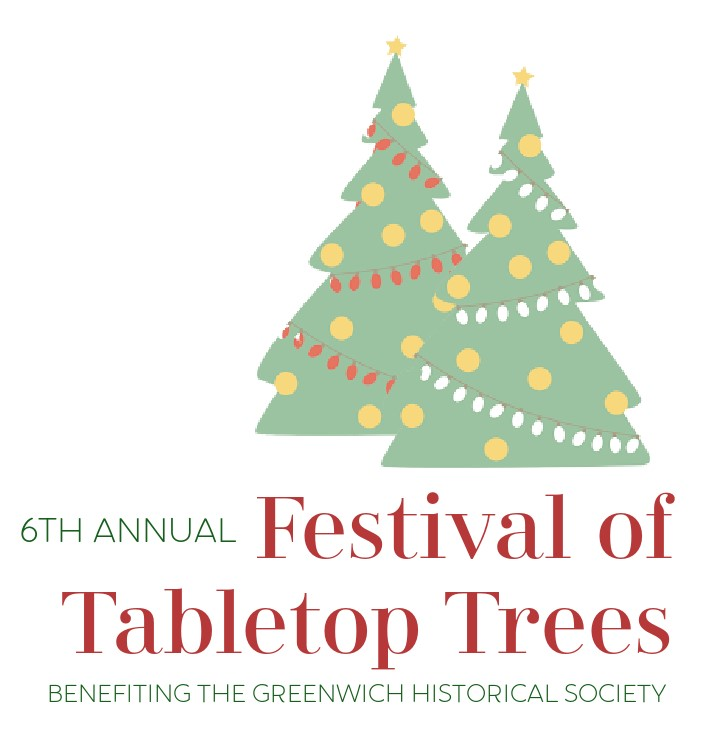 6TH ANNUAL Festival of
Tabletop Trees
BENEFITING THE GREENWICH HISTORICAL SOCIETY